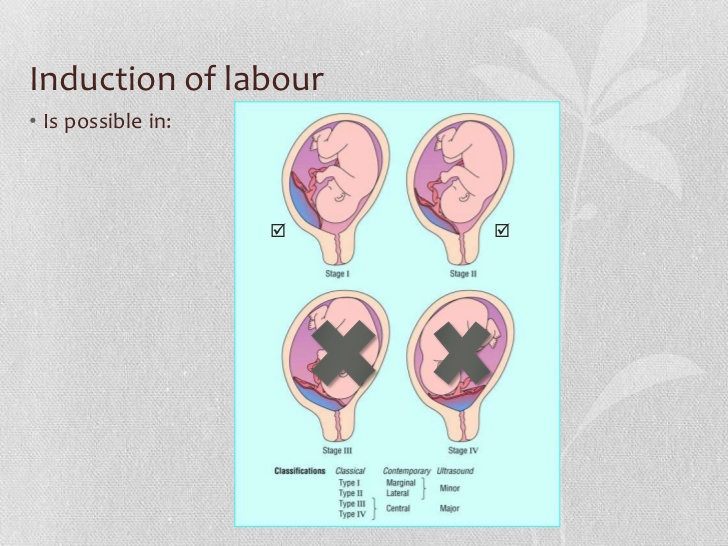 Induction of labour
• Is possible in:
Stage I
Stage II
Stage III
Stage IV
Classifications Classical Contemporary Ultrasound
Type I Marginal
Minor
Type II Lateral
Type III
Central Major
Type IV